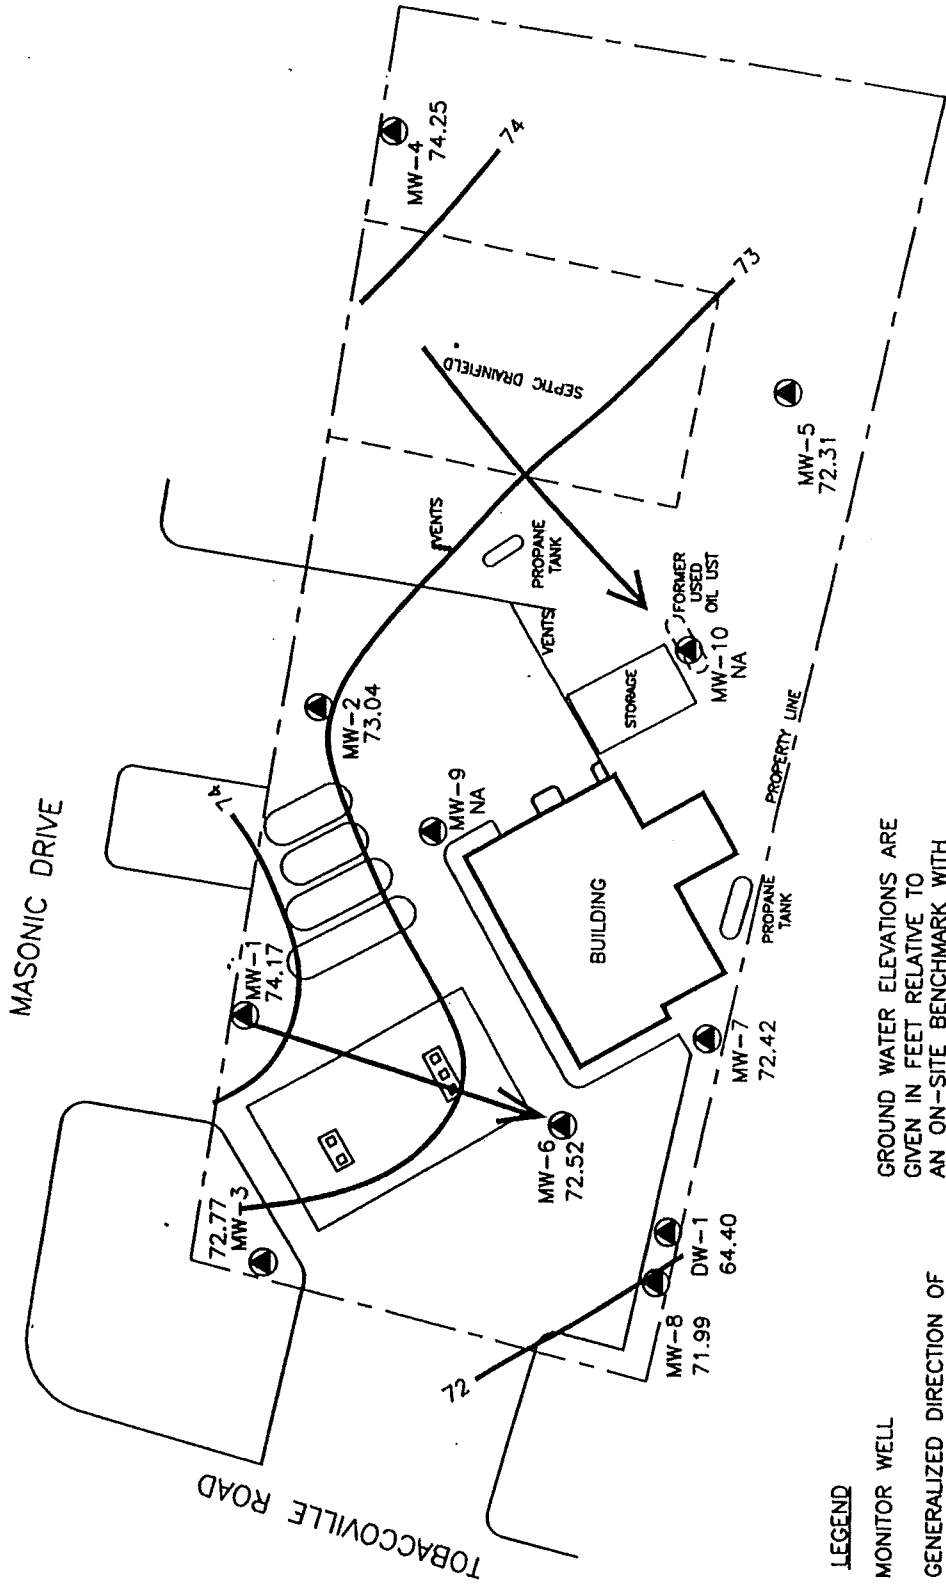 MASONIC DRIVE
TOBACCOVILLE ROAD
MW-4
74.25
74
73
SEPTIC DRAINFIELD
MW-5
72.31
VENTS
PROPANE
TANK
VENTS
FORMER
USED
OIL UST
MW-10
NA
STORAGE
MW-2
73.04
MW-9
NA
74
MW-1
74.17
BUILDING
PROPERTY LINE
PROPANE
TANK
MW-7
72.42
MW-6
72.52
72.77
MW-3
DW-1
64.40
MW-8
71.99
72
LEGEND
MONITOR WELL
GENERALIZED DIRECTION OF
GROUND WATER ELEVATIONS ARE
GIVEN IN FEET RELATIVE TO
AN ON-SITE BENCHMARK WITH